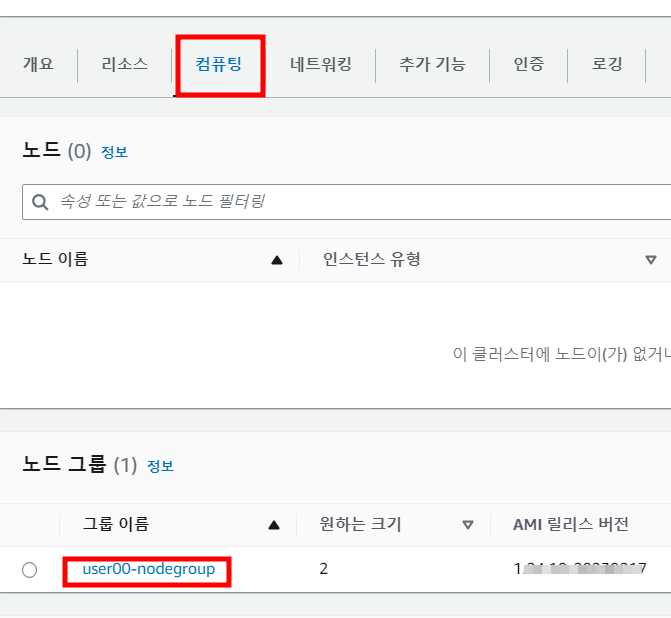 개요 리소스 컴퓨팅 네트워킹 추가 기능 인증 로깅
노드 (0) 정보
속성 또는 값으로 노드 필터링
노드 이름 인스턴스 유형
이 클러스터에 노드이(가) 없거나
노드 그룹 (1) 정보
그룹 이름 원하는 크기 AMI 릴리스 버전
user00-nodegroup 2